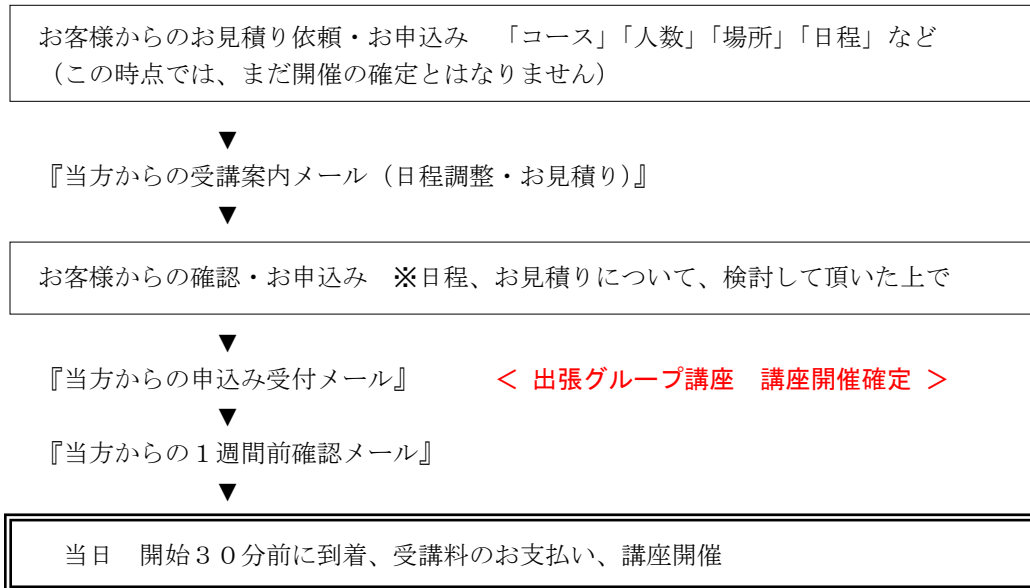 お客様からのお見積り依頼・お申込み　「コース」「人数」「場所」「日程」など
（この時点では、まだ開催の確定とはなりません）
▼
『当方からの受講案内メール（日程調整・お見積り）』
▼
お客様からの確認・お申込み　※日程、お見積りについて、検討して頂いた上で
▼
『当方からの申込み受付メール』　　＜ 出張グループ講座　講座開催確定 ＞
▼
『当方からの１週間前確認メール』
▼
当日　開始３０分前に到着、受講料のお支払い、講座開催